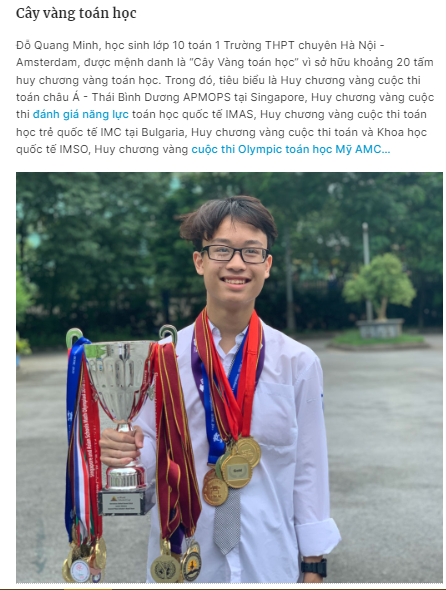 Cây vàng toán học
Đỗ Quang Minh, học sinh lớp 10 toán 1 Trường THPT chuyên Hà Nội -
Amsterdam, được mệnh danh là “Cây Vàng toán học” vì sở hữu khoảng 20 tấm
huy chương vàng toán học. Trong đó, tiêu biểu là Huy chương vàng cuộc thi
toán châu Á - Thái Bình Dương APMOPS tại Singapore, Huy chương vàng cuộc
thi đánh giá năng lực toán học quốc tế IMAS, Huy chương vàng cuộc thi toán
học trẻ quốc tế IMC tại Bulgaria, Huy chương vàng cuộc thi toán và Khoa học
quốc tế IMSO, Huy chương vàng cuộc thi Olympic toán học Mỹ AMC...